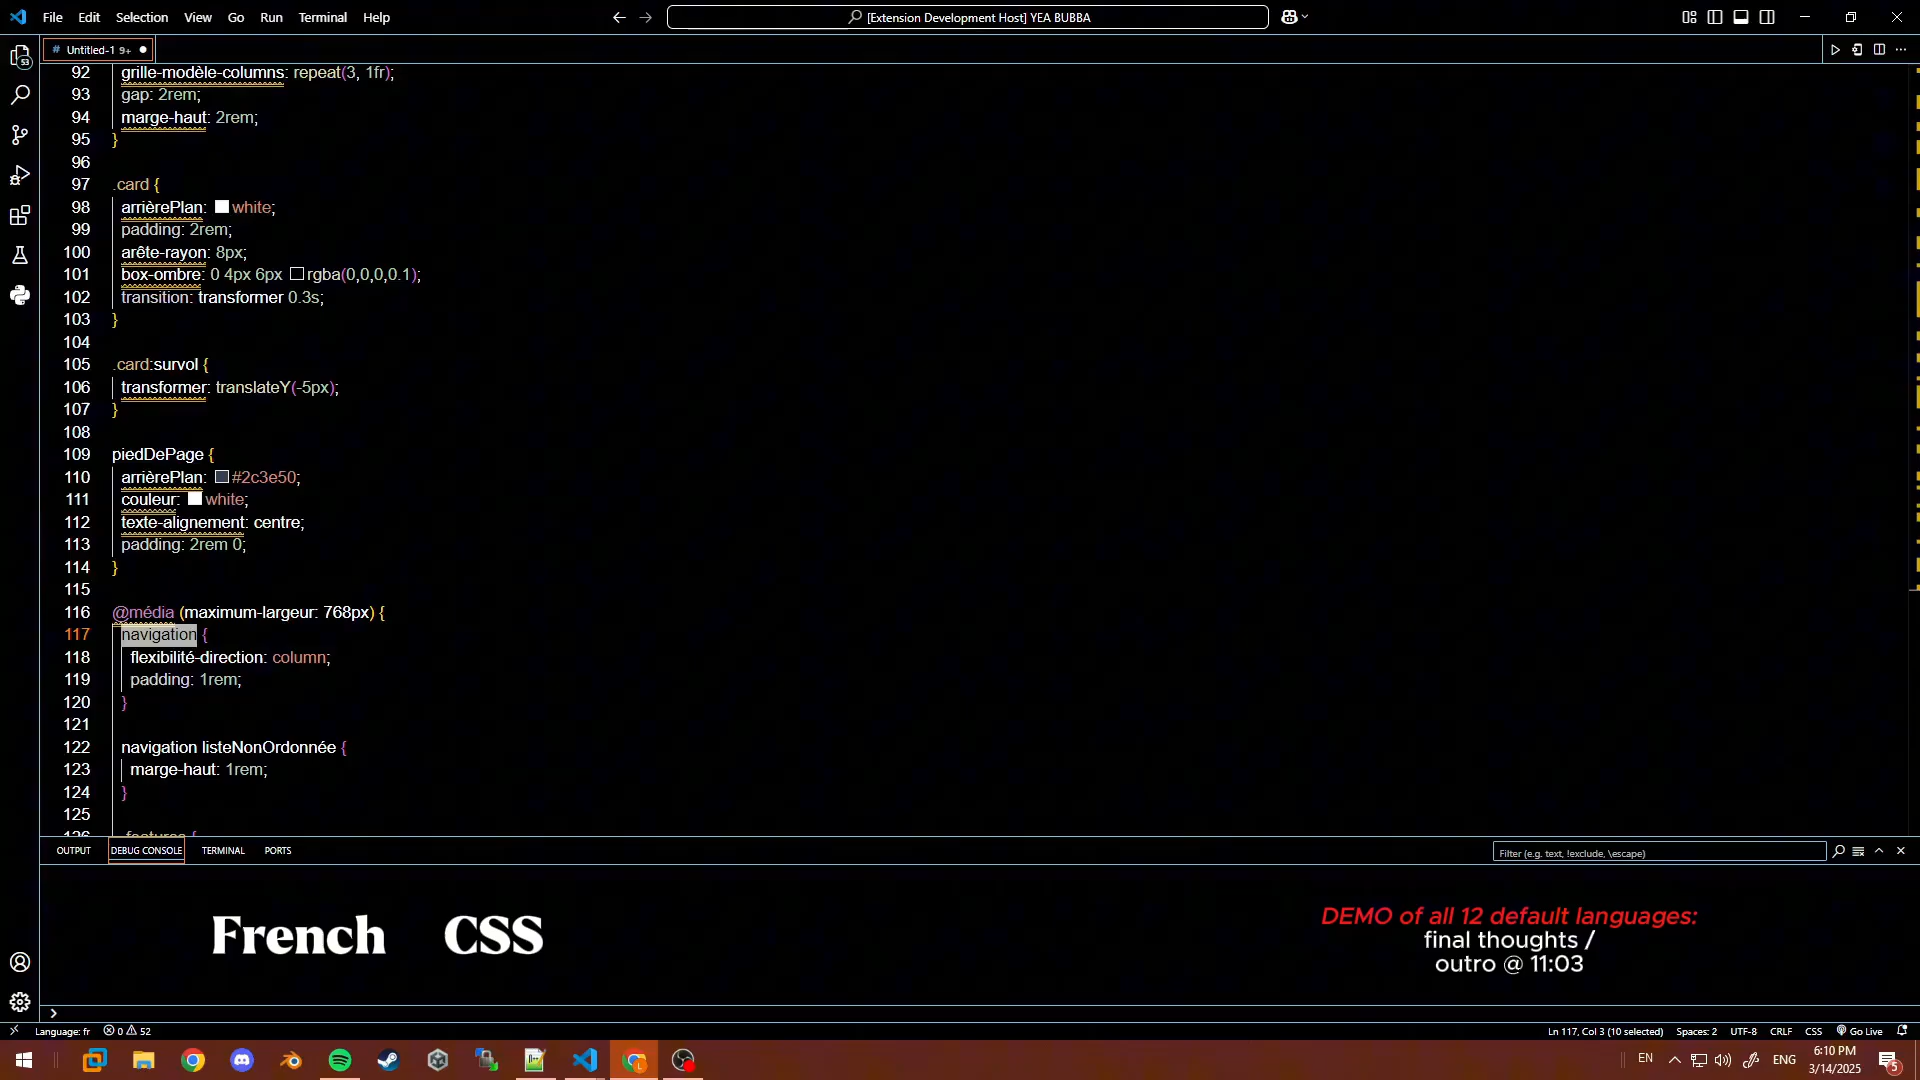 File Edit Selection View Go Run Terminal Help
[Extension Development Host] YEA BUBBA
# Untitled-1 9+
53
92 grille-modèle-columns: repeat(3, 1fr);
93 gap: 2rem;
94 marge-haut: 2rem;
95 }
96
97 .card {
98 arrièrePlan: white;
99 padding: 2rem;
100 arête-rayon: 8px;
101 box-ombre: 0 4px 6px rgba(0,0,0,0.1);
102 transition: transformer 0.3s;
103 }
104
105 .card:survol {
106 transformer: translateY(-5px);
107 }
108
109 piedDePage {
110 arrièrePlan: #2c3e50;
111 couleur: white;
112 texte-alignement: centre;
113 padding: 2rem 0;
114 }
115
116 @média (maximum-largeur: 768px) {
117 navigation {
118 flexibilité-direction: column;
119 padding: 1rem;
120 }
121
122 navigation listeNonOrdonnée {
123 marge-haut: 1rem;
124 }
125
126 .features {
OUTPUT DEBUG CONSOLE TERMINAL PORTS
Filter (e.g. text, !exclude, \escape)
French CSS
DEMO of all 12 default languages:
final thoughts /
outro @ 11:03
>
Language: fr 0 52
Ln 117, Col 3 (10 selected) Spaces: 2 UTF-8 CRLF CSS Go Live
EN ENG
6:10 PM
3/14/2025
5